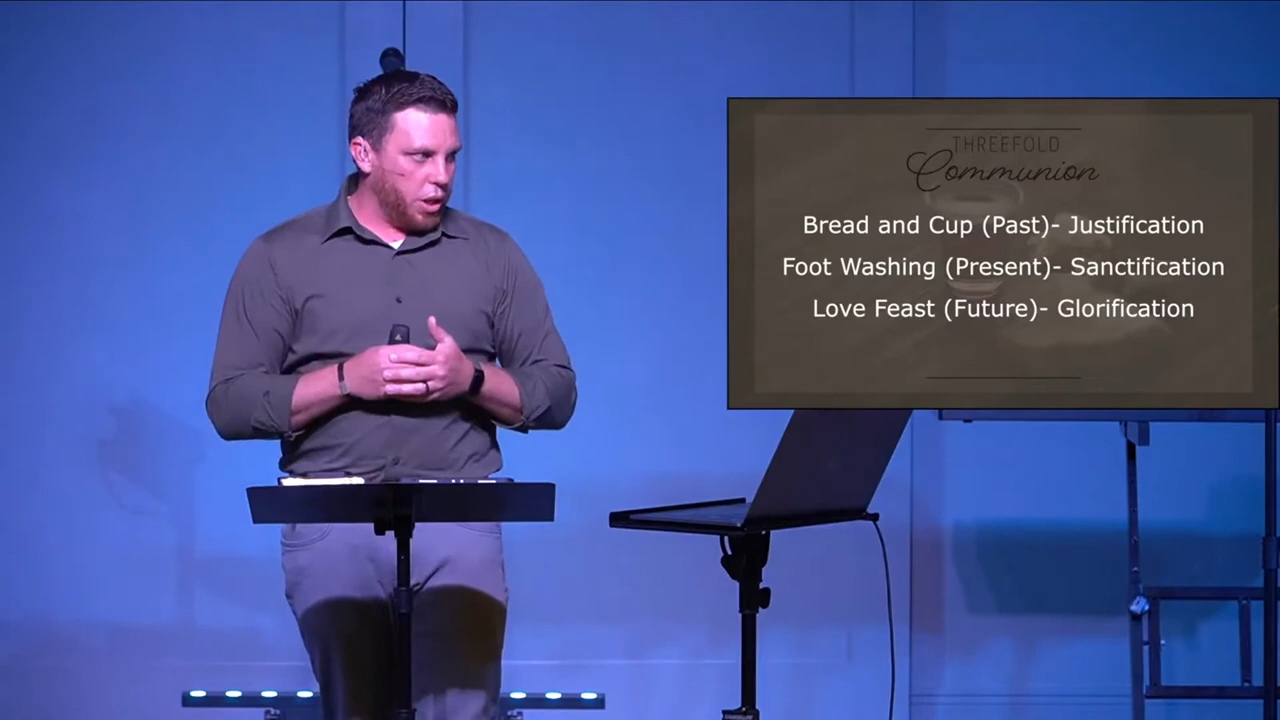 THREEFOLD
Communion
Bread and Cup (Past)- Justification
Foot Washing (Present)- Sanctification
Love Feast (Future)- Glorification